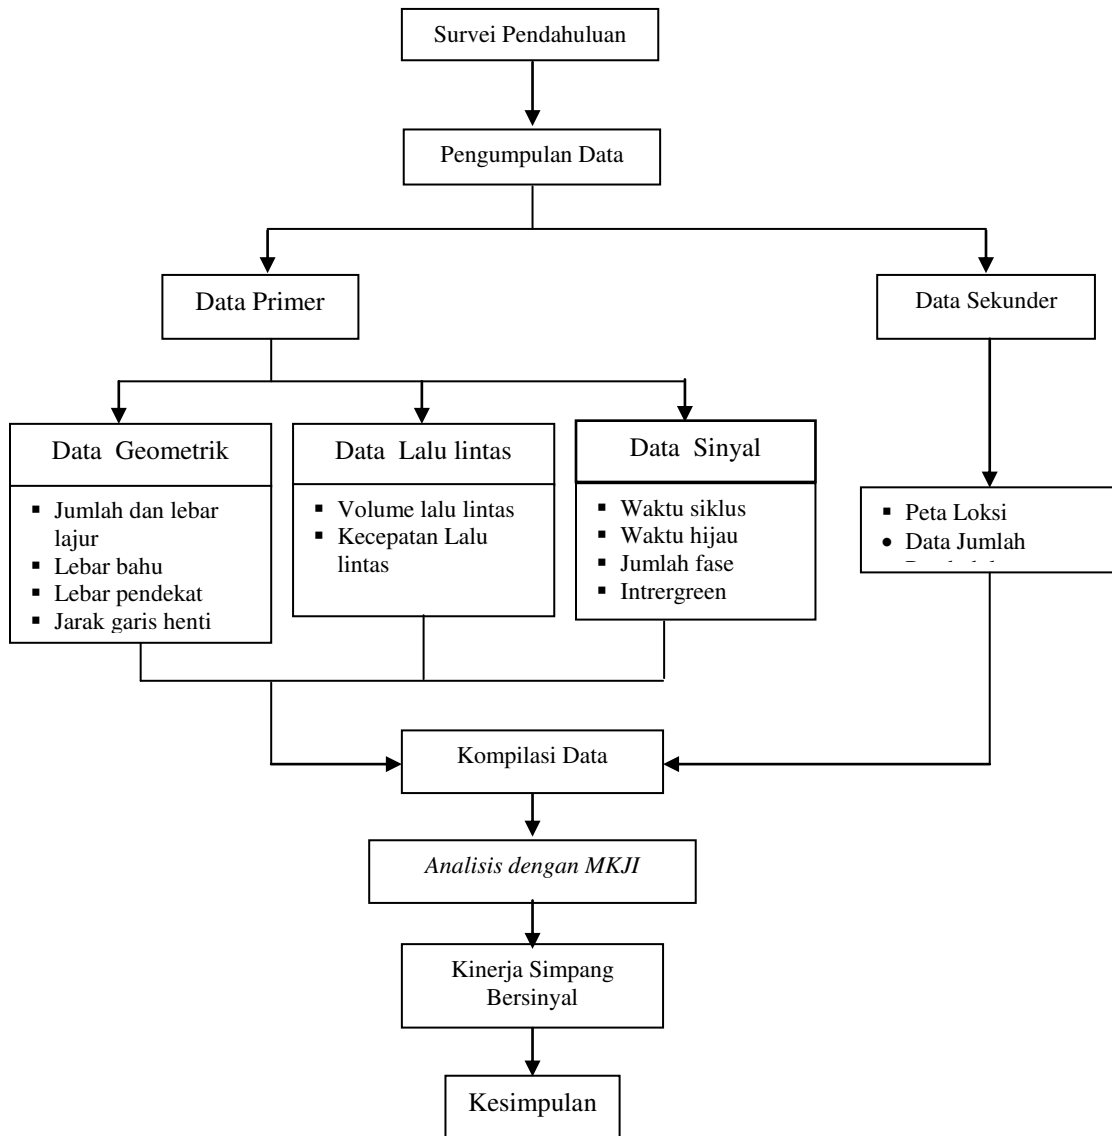 Survei Pendahuluan
Pengumpulan Data
Data Primer
Data Sekunder
Data Geometrik
▪ Jumlah dan lebar
lajur
▪ Lebar bahu
▪ Lebar pendekat
▪ Jarak garis henti
Data Lalu lintas
▪ Volume lalu lintas
▪ Kecepatan Lalu
lintas
Data Sinyal
▪ Waktu siklus
▪ Waktu hijau
▪ Jumlah fase
▪ Intrergreen
▪ Peta Loksi
• Data Jumlah
Kompilasi Data
Analisis dengan MKJI
Kinerja Simpang
Bersinyal
Kesimpulan